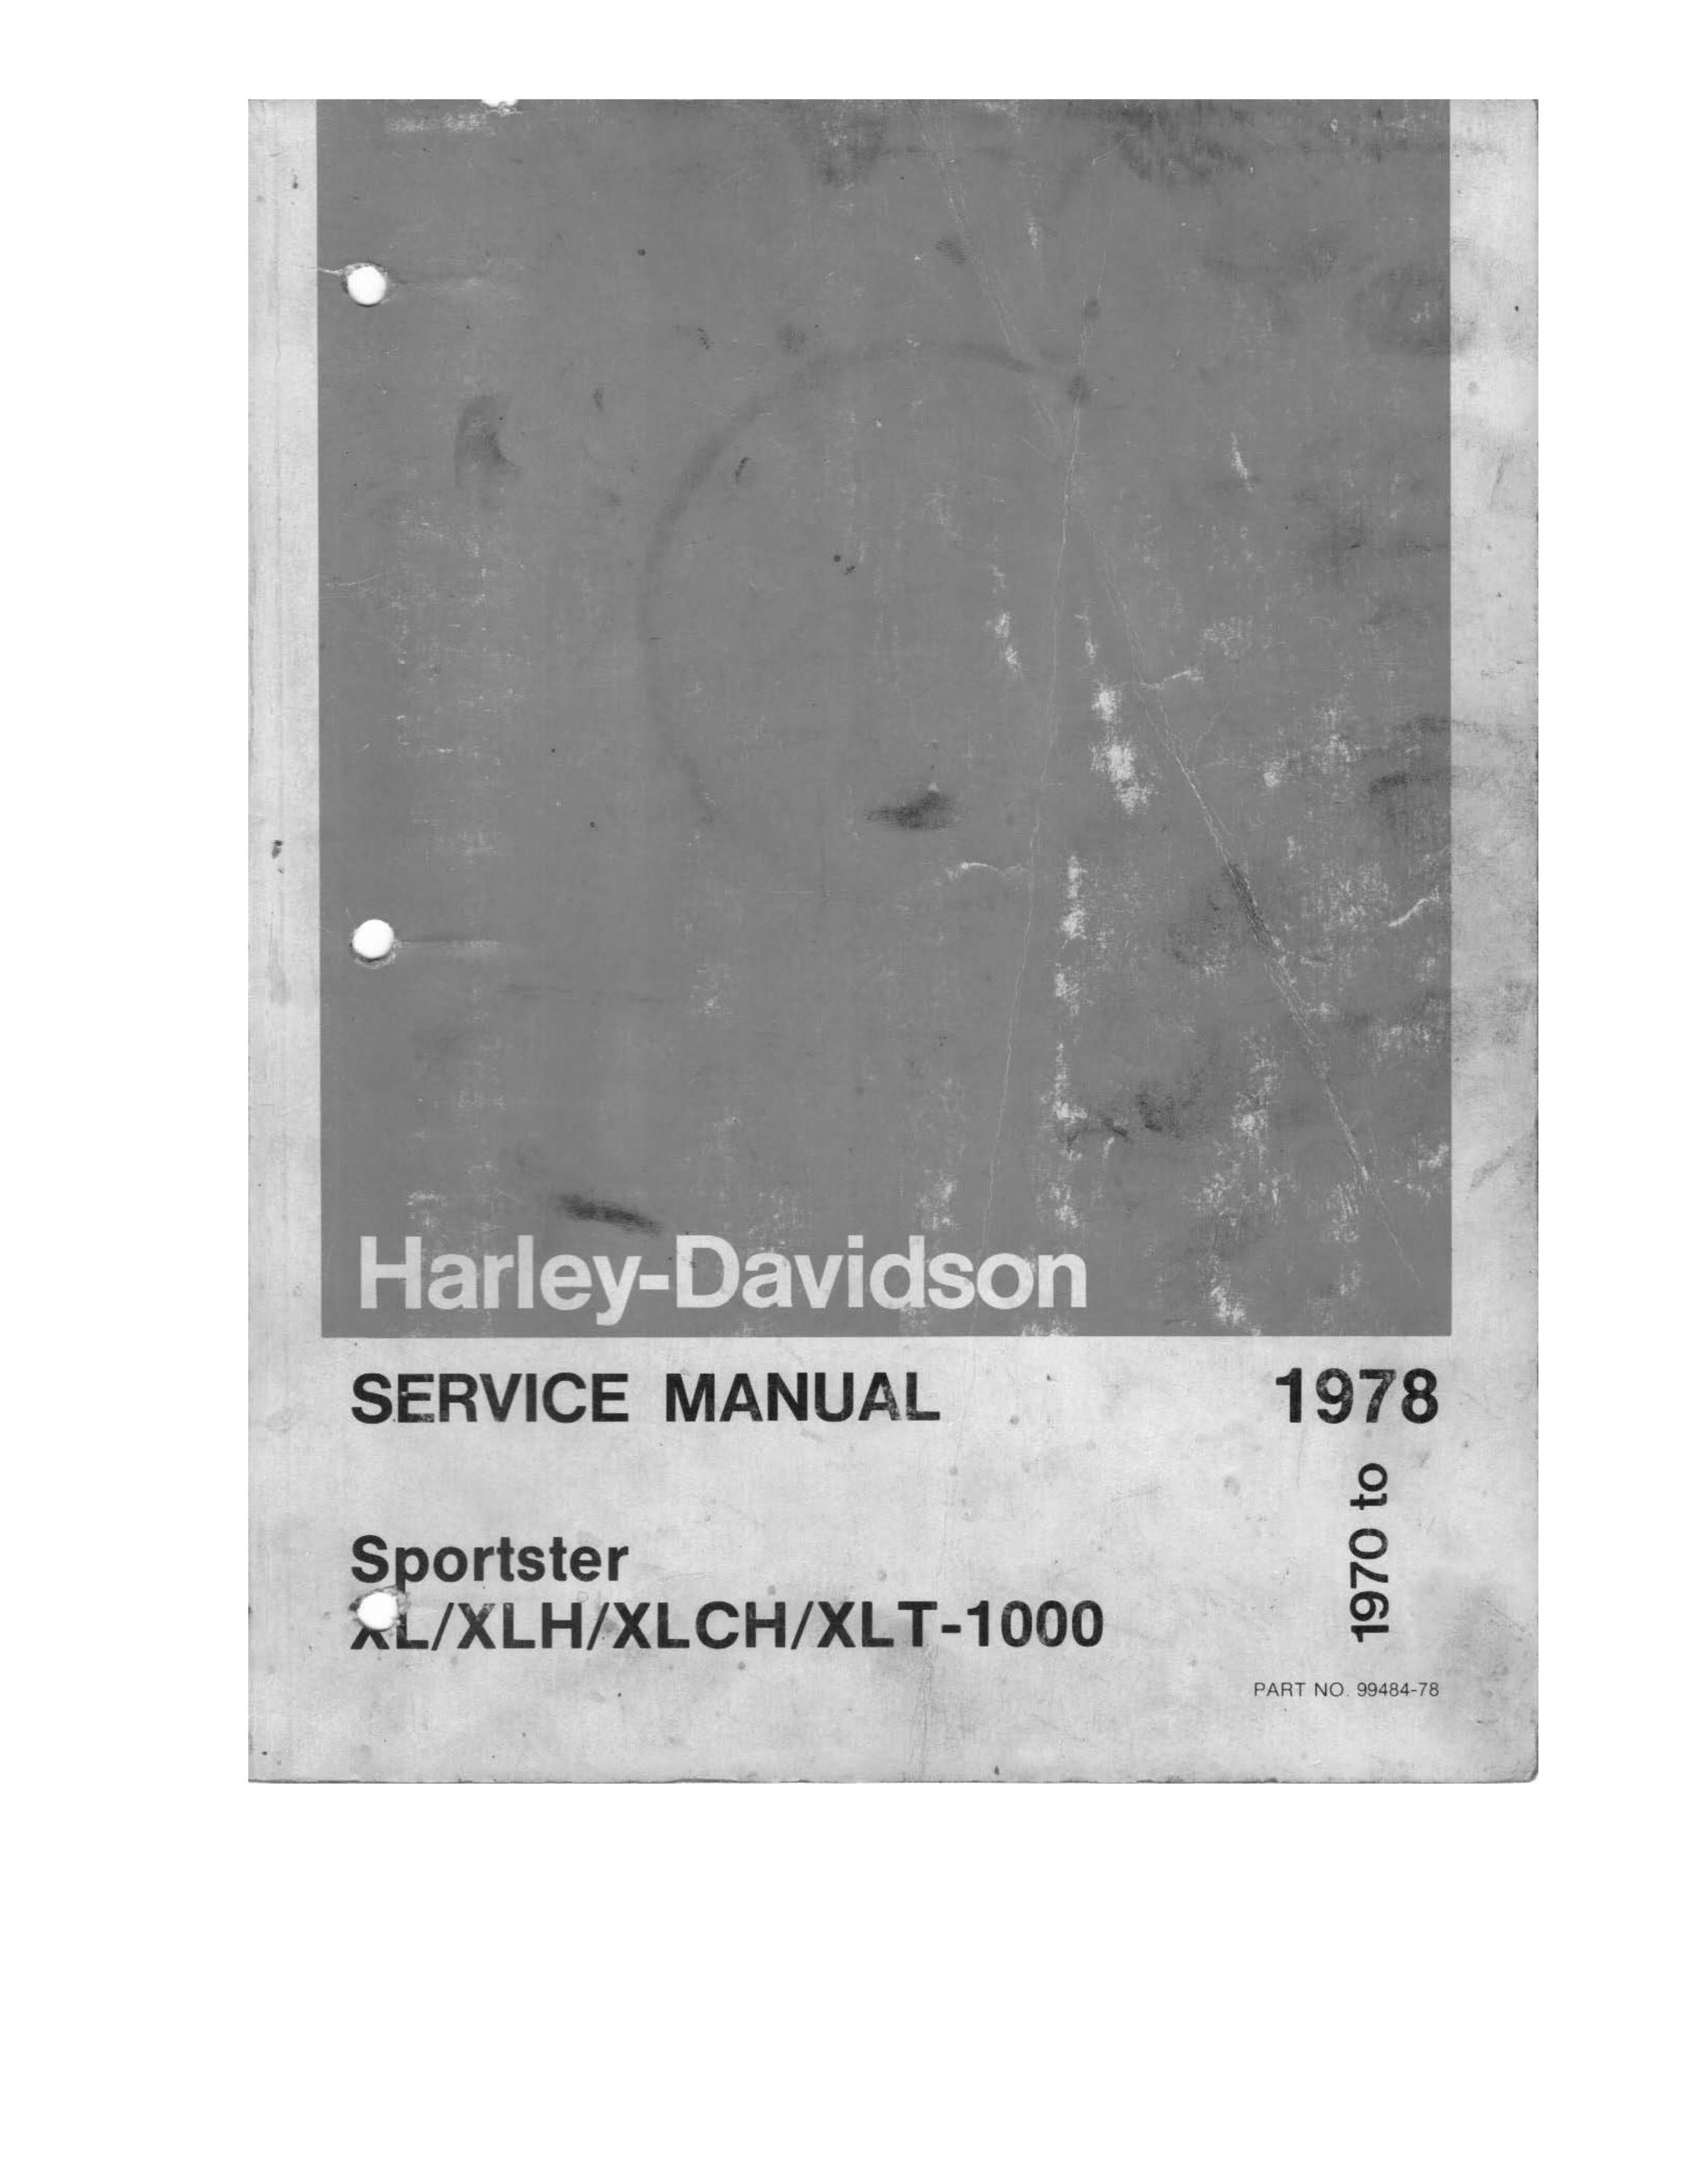 Harley-Davidson
SERVICE MANUAL 1978
1970 to
Sportster
XL/XLH/XLCH/XLT-1000
PART NO. 99484-78